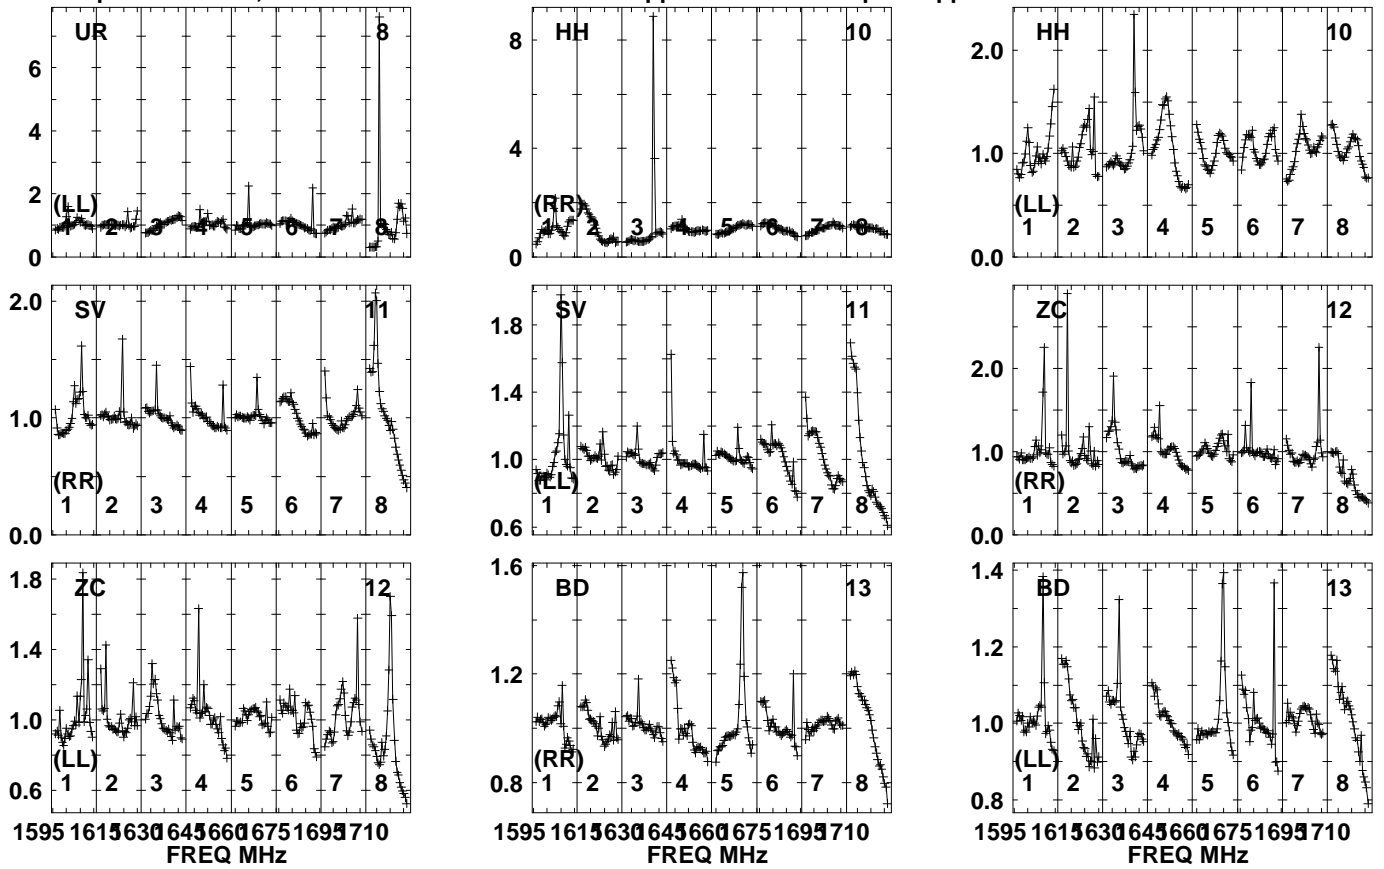 UR 8 HH 10 HH 10
8
6 2.0
4 4 1.0
2 (LL) (RR) (LL)
1 2 3 4 5 6 7 8 1 2 3 4 5 6 7 8 1 2 3 4 5 6 7 8
0 0 0.0
2.0 SV 11 SV 11 ZC 12
1.8
1.4 2.0
1.0 1.0 1.0
(RR) (LL) (RR)
1 2 3 4 5 6 7 8 1 2 3 4 5 6 7 8 1 2 3 4 5 6 7 8
0.0 0.6 0.0
1.8 ZC 12 1.6 BD 13 1.4 BD 13
1.4 1.2 1.2
1.0 1.0
(LL) (RR) (LL)
0.6 1 2 3 4 5 6 7 8 0.8 1 2 3 4 5 6 7 8 0.8 1 2 3 4 5 6 7 8
1595 1615 1630 1645 1660 1675 1695 1710 1595 1615 1630 1645 1660 1675 1695 1710 1595 1615 1630 1645 1660 1675 1695 1710
FREQ MHz FREQ MHz FREQ MHz